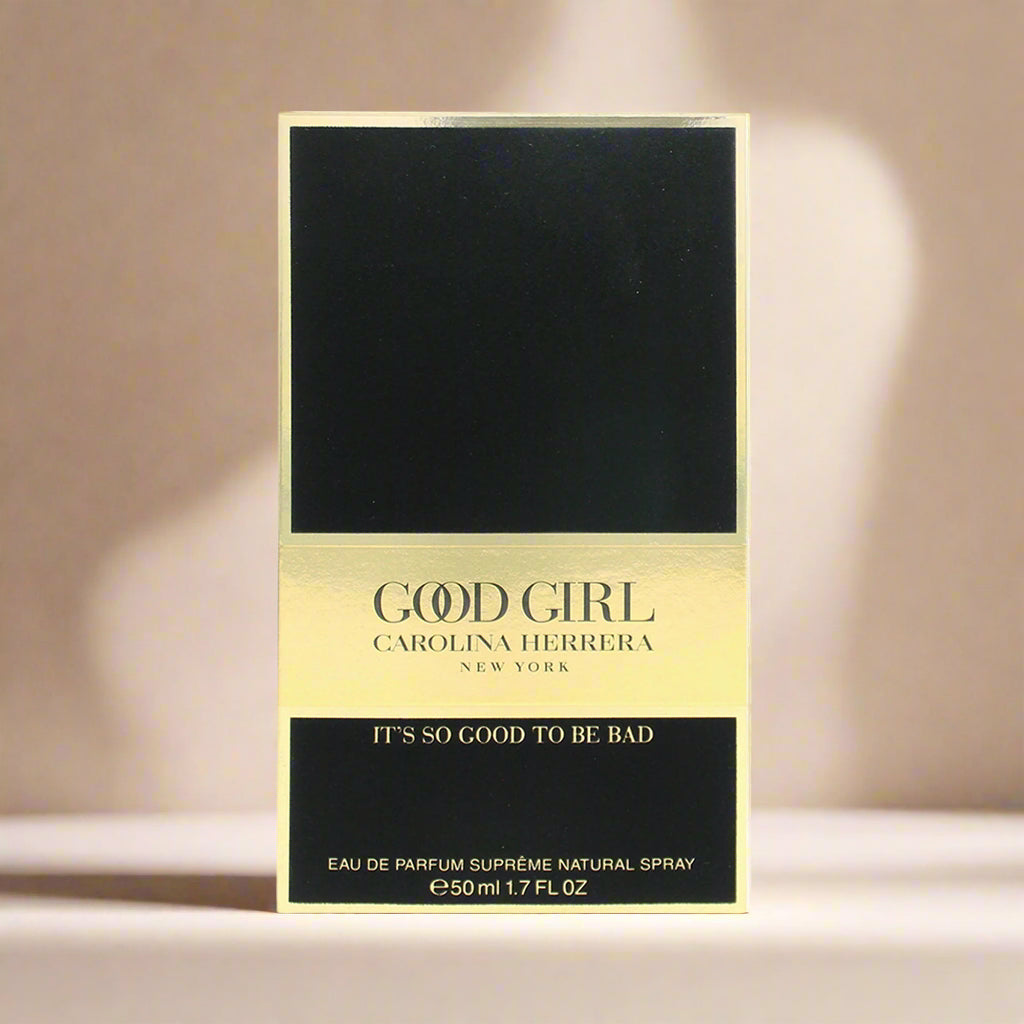 GOOD GIRL
CAROLINA HERRERA
NEW YORK
IT'S SO GOOD TO BE BAD
EAU DE PARFUM SUPRÊME NATURAL SPRAY
℮50 ml 1.7 FL OZ